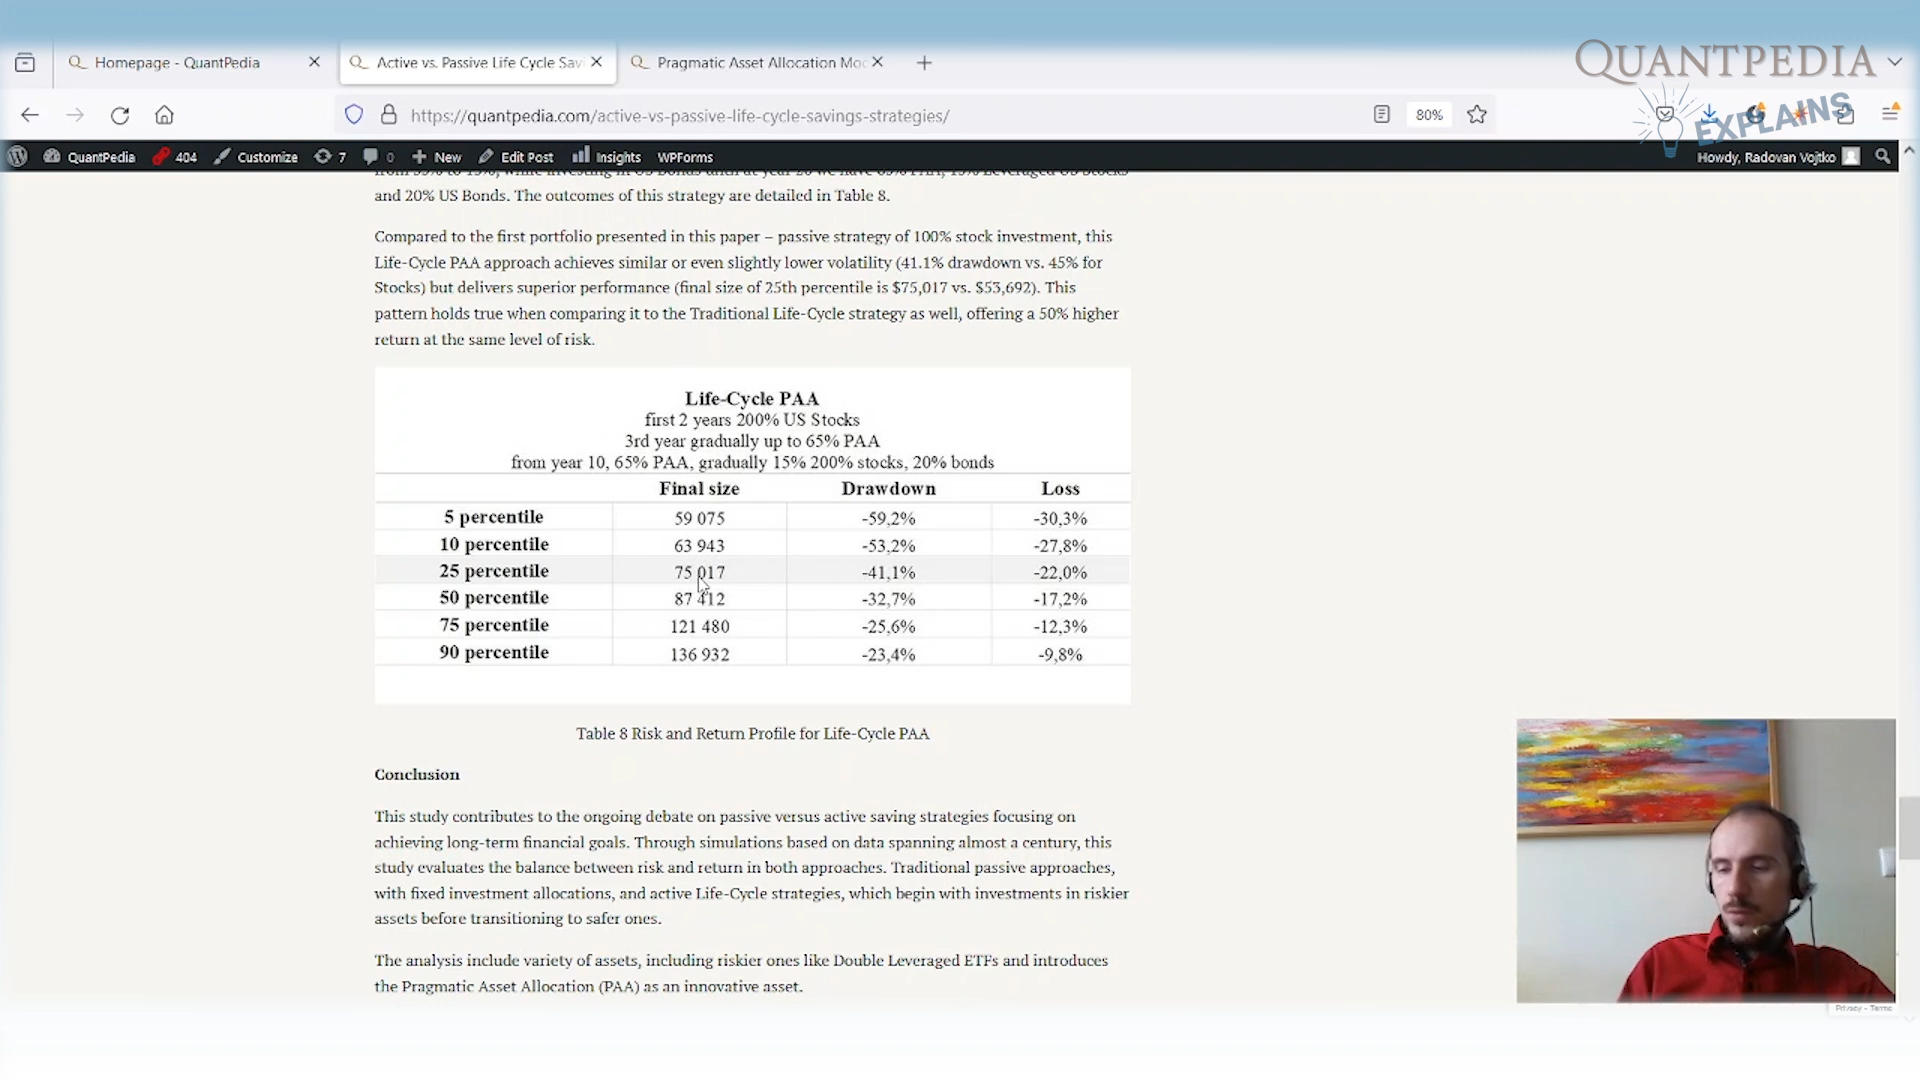 Homepage - QuantPedia
Active vs. Passive Life Cycle Savi
Pragmatic Asset Allocation Mod
QUANTPEDIA
EXPLAINS
https://quantpedia.com/active-vs-passive-life-cycle-savings-strategies/
80%
QuantPedia 404 Customize 7 0 New Edit Post Insights WPForms
Howdy, Radovan Vojtko
and 20% US Bonds. The outcomes of this strategy are detailed in Table 8.
Compared to the first portfolio presented in this paper – passive strategy of 100% stock investment, this
Life-Cycle PAA approach achieves similar or even slightly lower volatility (41.1% drawdown vs. 45% for
Stocks) but delivers superior performance (final size of 25th percentile is $75,017 vs. $53,692). This
pattern holds true when comparing it to the Traditional Life-Cycle strategy as well, offering a 50% higher
return at the same level of risk.
Life-Cycle PAA
first 2 years 200% US Stocks
3rd year gradually up to 65% PAA
from year 10, 65% PAA, gradually 15% 200% stocks, 20% bonds
Final size Drawdown Loss
5 percentile 59 075 -59,2% -30,3%
10 percentile 63 943 -53,2% -27,8%
25 percentile 75 017 -41,1% -22,0%
50 percentile 87 412 -32,7% -17,2%
75 percentile 121 480 -25,6% -12,3%
90 percentile 136 932 -23,4% -9,8%
Table 8 Risk and Return Profile for Life-Cycle PAA
Conclusion
This study contributes to the ongoing debate on passive versus active saving strategies focusing on
achieving long-term financial goals. Through simulations based on data spanning almost a century, this
study evaluates the balance between risk and return in both approaches. Traditional passive approaches,
with fixed investment allocations, and active Life-Cycle strategies, which begin with investments in riskier
assets before transitioning to safer ones.
The analysis include variety of assets, including riskier ones like Double Leveraged ETFs and introduces
the Pragmatic Asset Allocation (PAA) as an innovative asset.
Privacy - Terms